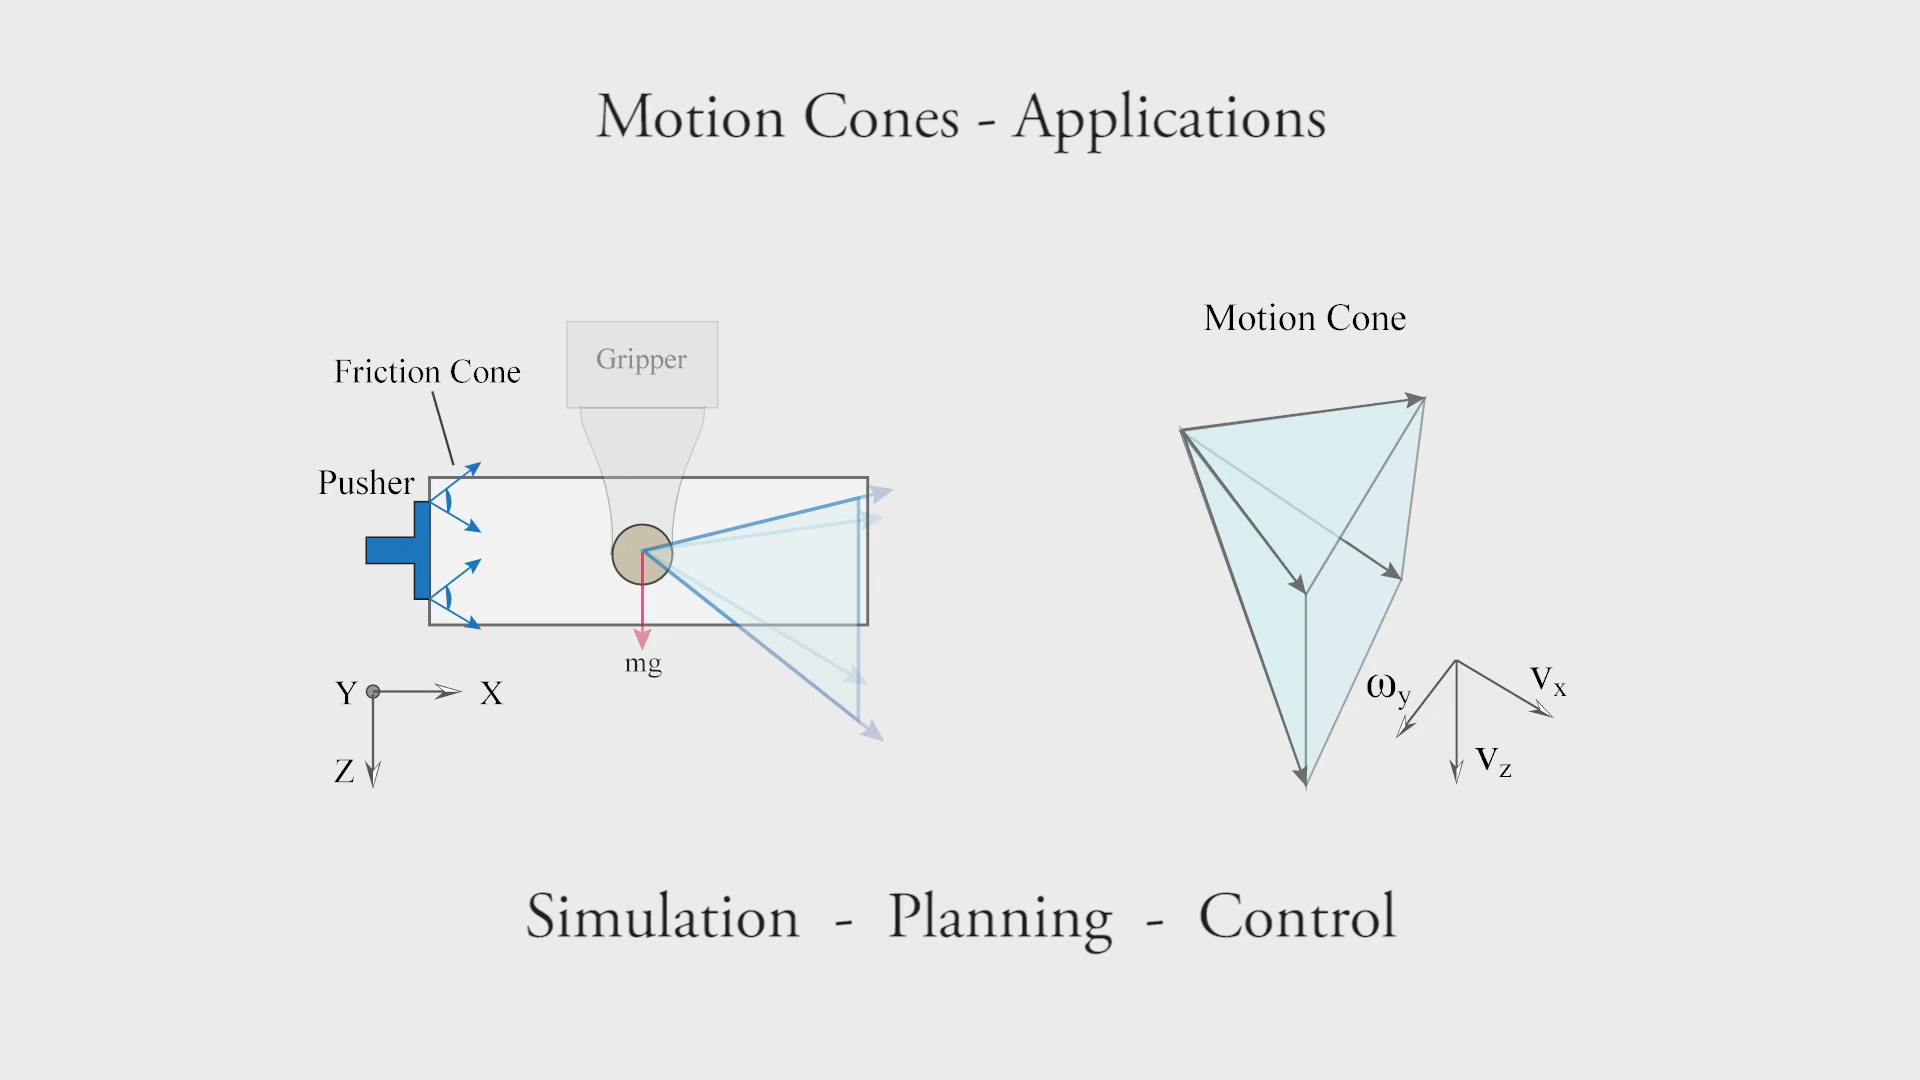 Motion Cones - Applications
Motion Cone
Gripper
Friction Cone
Pusher
mg
Y
X
Z
ωy
vx
vz
Simulation - Planning - Control